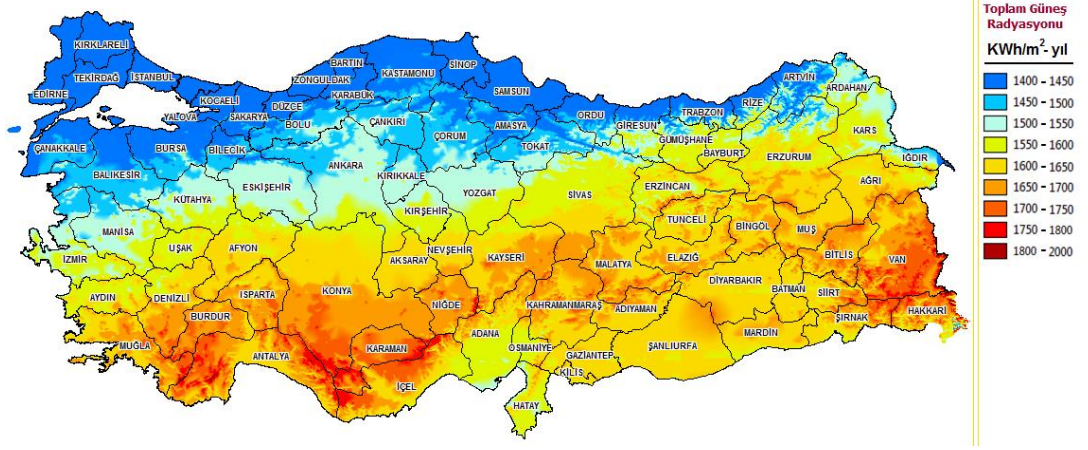 Toplam Güneş
Radyasyonu
KWh/m²- yıl
1400 - 1450
1450 - 1500
1500 - 1550
1550 - 1600
1600 - 1650
1650 - 1700
1700 - 1750
1750 - 1800
1800 - 2000
KIRKLARELİ
TEKİRDAĞ
İSTANBUL
EDİRNE
KOCAELİ
YALOVA
SAKARYA
DÜZCE
BOLU
ZONGULDAK
BARTIN
KARABÜK
KASTAMONU
SİNOP
SAMSUN
ÇANKIRI
ÇORUM
AMASYA
TOKAT
ORDU
GİRESUN
TRABZON
RİZE
ARTVİN
ARDAHAN
KARS
IĞDIR
GÜMÜŞHANE
BAYBURT
ERZURUM
AĞRI
ÇANAKKALE
BURSA
BİLECİK
BALIKESİR
KÜTAHYA
ESKİŞEHİR
ANKARA
KIRIKKALE
YOZGAT
KIRŞEHİR
SİVAS
ERZİNCAN
TUNCELİ
BİNGÖL
MUŞ
BİTLİS
VAN
MANİSA
İZMİR
UŞAK
AFYON
AKSARAY
NEVŞEHİR
KAYSERİ
MALATYA
ELAZIĞ
DİYARBAKIR
BATMAN
SİİRT
ŞIRNAK
HAKKARİ
AYDIN
DENİZLİ
ISPARTA
BURDUR
KONYA
NİĞDE
KAHRAMANMARAŞ
ADIYAMAN
MARDİN
ŞANLIURFA
MUĞLA
ANTALYA
KARAMAN
İÇEL
ADANA
OSMANİYE
GAZİANTEP
KİLİS
HATAY